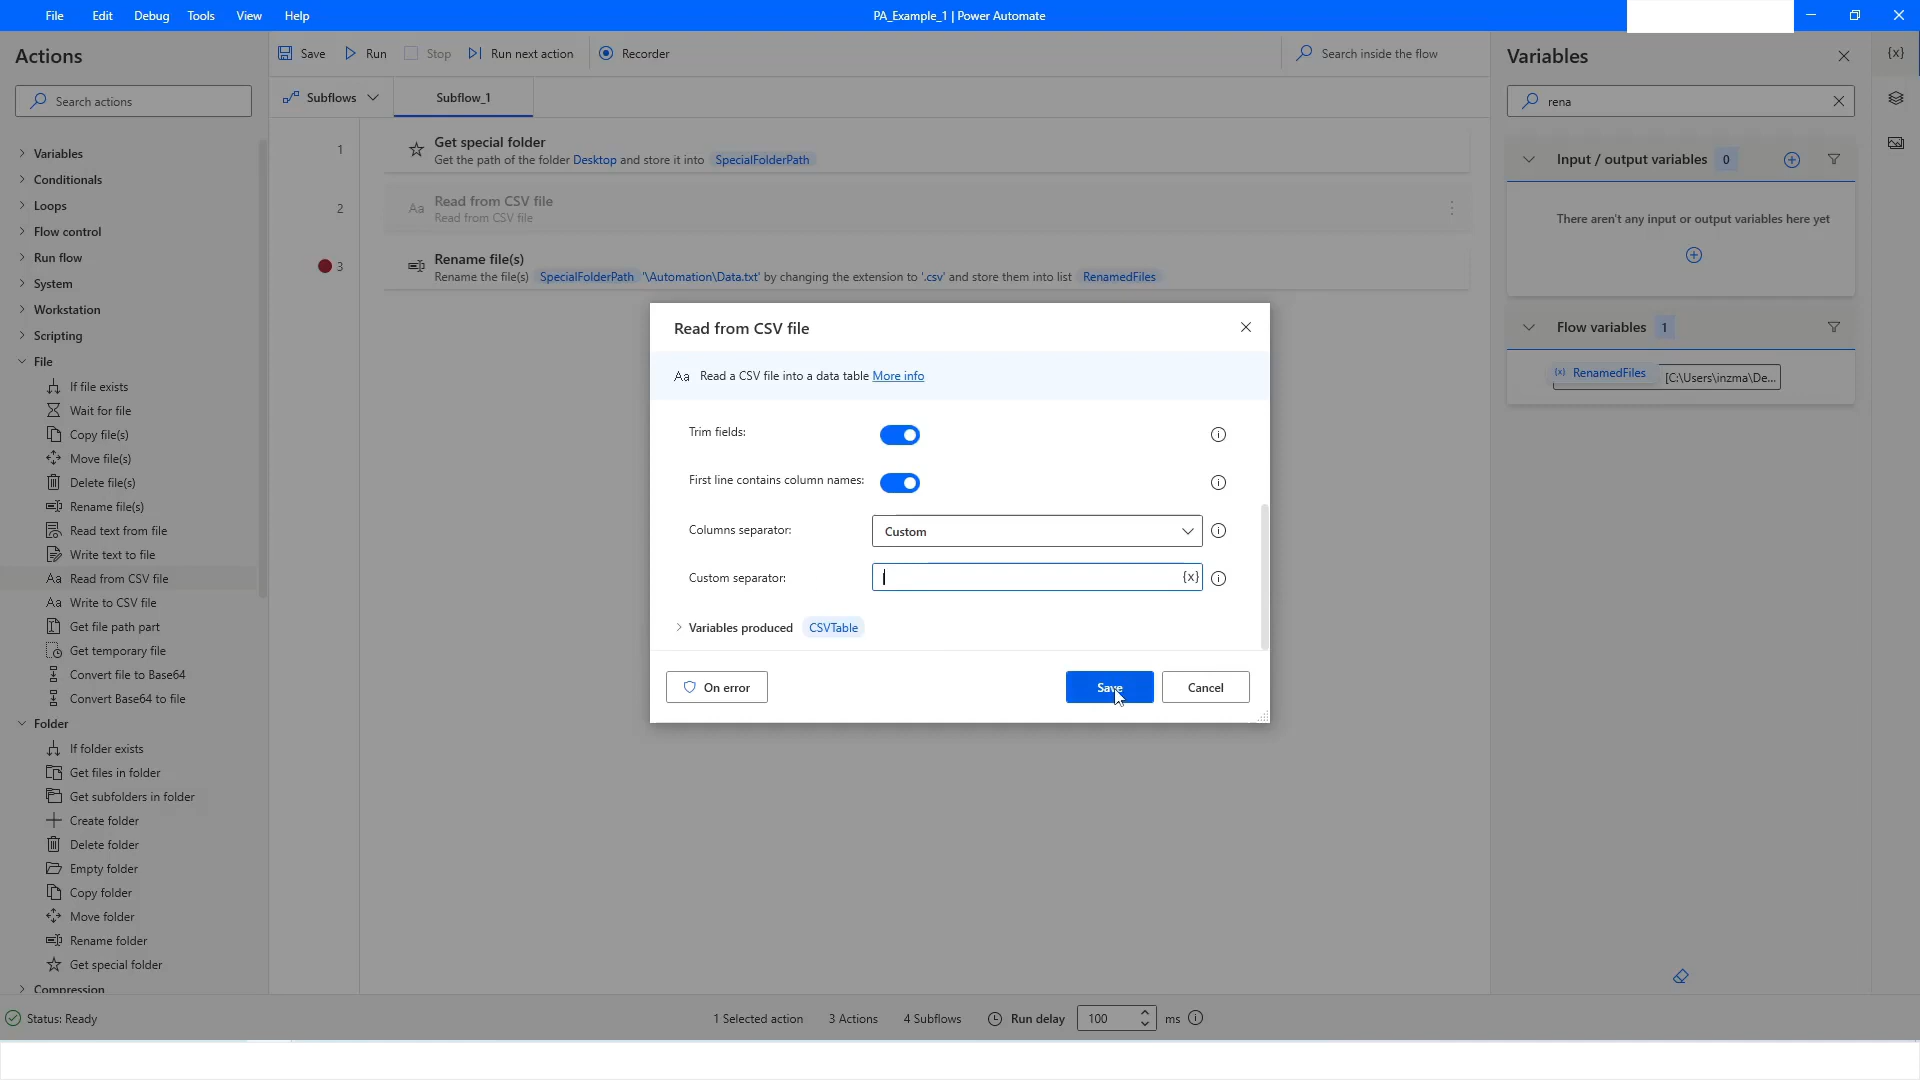 File Edit Debug Tools View Help
PA_Example_1 | Power Automate
Actions
Search actions
Variables
Conditionals
Loops
Flow control
Run flow
System
Workstation
Scripting
File
If file exists
Wait for file
Copy file(s)
Move file(s)
Delete file(s)
Rename file(s)
Read text from file
Write text to file
Aa Read from CSV file
Aa Write to CSV file
Get file path part
Get temporary file
Convert file to Base64
Convert Base64 to file
Folder
If folder exists
Get files in folder
Get subfolders in folder
Create folder
Delete folder
Empty folder
Copy folder
Move folder
Rename folder
Get special folder
Compression
Save Run Stop Run next action Recorder
Search inside the flow
Subflows
Subflow_1
1
Get special folder
Get the path of the folder Desktop and store it into SpecialFolderPath
2
Aa Read from CSV file
Read from CSV file
3
Rename file(s)
Rename the file(s) SpecialFolderPath '\Automation\Data.txt' by changing the extension to '.csv' and store them into list RenamedFiles
Read from CSV file
Aa Read a CSV file into a data table More info
Trim fields:
First line contains column names:
Columns separator: Custom
Custom separator: {x}
Variables produced CSVTable
On error
Save
Cancel
Variables
{x}
rena
Input / output variables 0
There aren't any input or output variables here yet
Flow variables 1
(x) RenamedFiles [C:\Users\inzma\De...
Status: Ready
1 Selected action 3 Actions 4 Subflows Run delay 100 ms